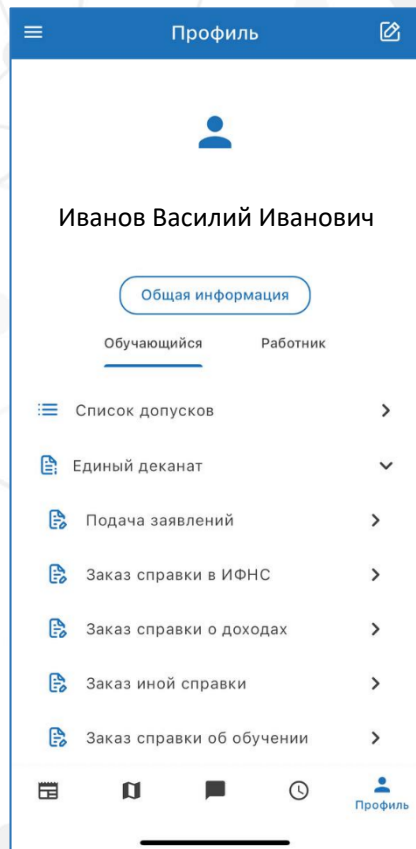 Профиль
Иванов Василий Иванович
Общая информация
Обучающийся Работник
Список допусков
Единый деканат
Подача заявлений
Заказ справки в ИФНС
Заказ справки о доходах
Заказ иной справки
Заказ справки об обучении
Профиль